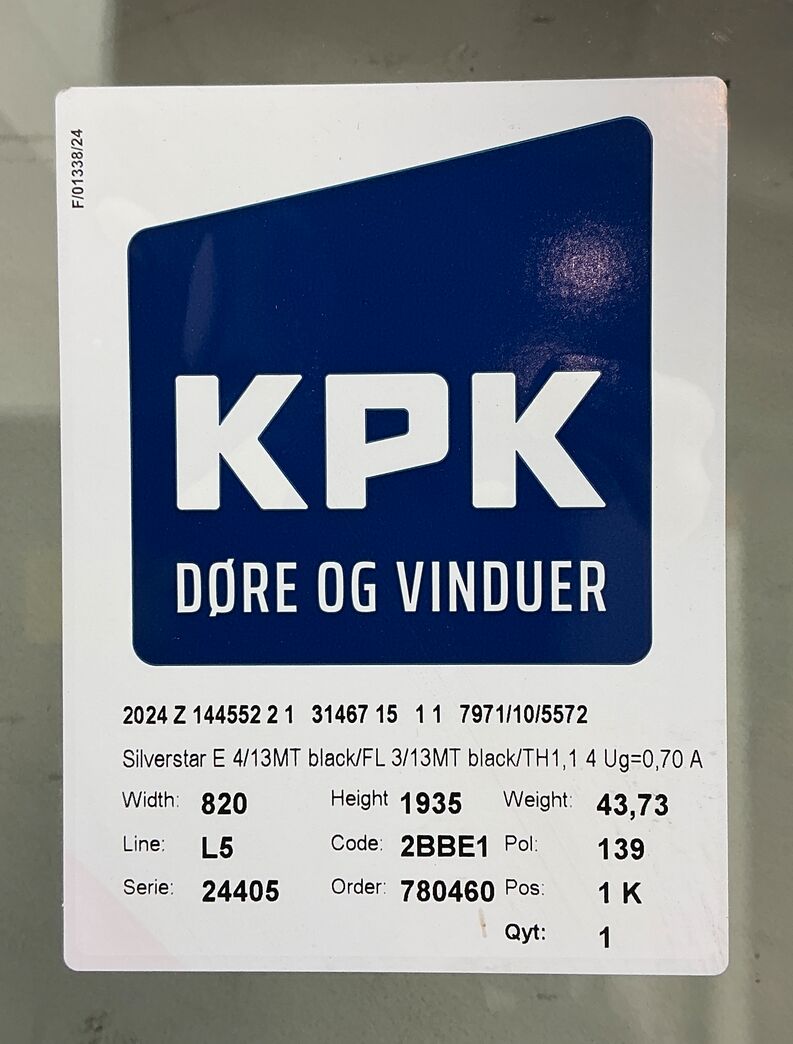 F/01338/24
KPK
DØRE OG VINDUER
2024 Z 144552 2 1 31467 15 1 1 7971/10/5572
Silverstar E 4/13MT black/FL 3/13MT black/TH1,1 4 Ug=0,70 A
Width: 820 Height 1935 Weight: 43,73
Line: L5 Code: 2BBE1 Pol: 139
Serie: 24405 Order: 780460 Pos: 1 K
Qyt: 1